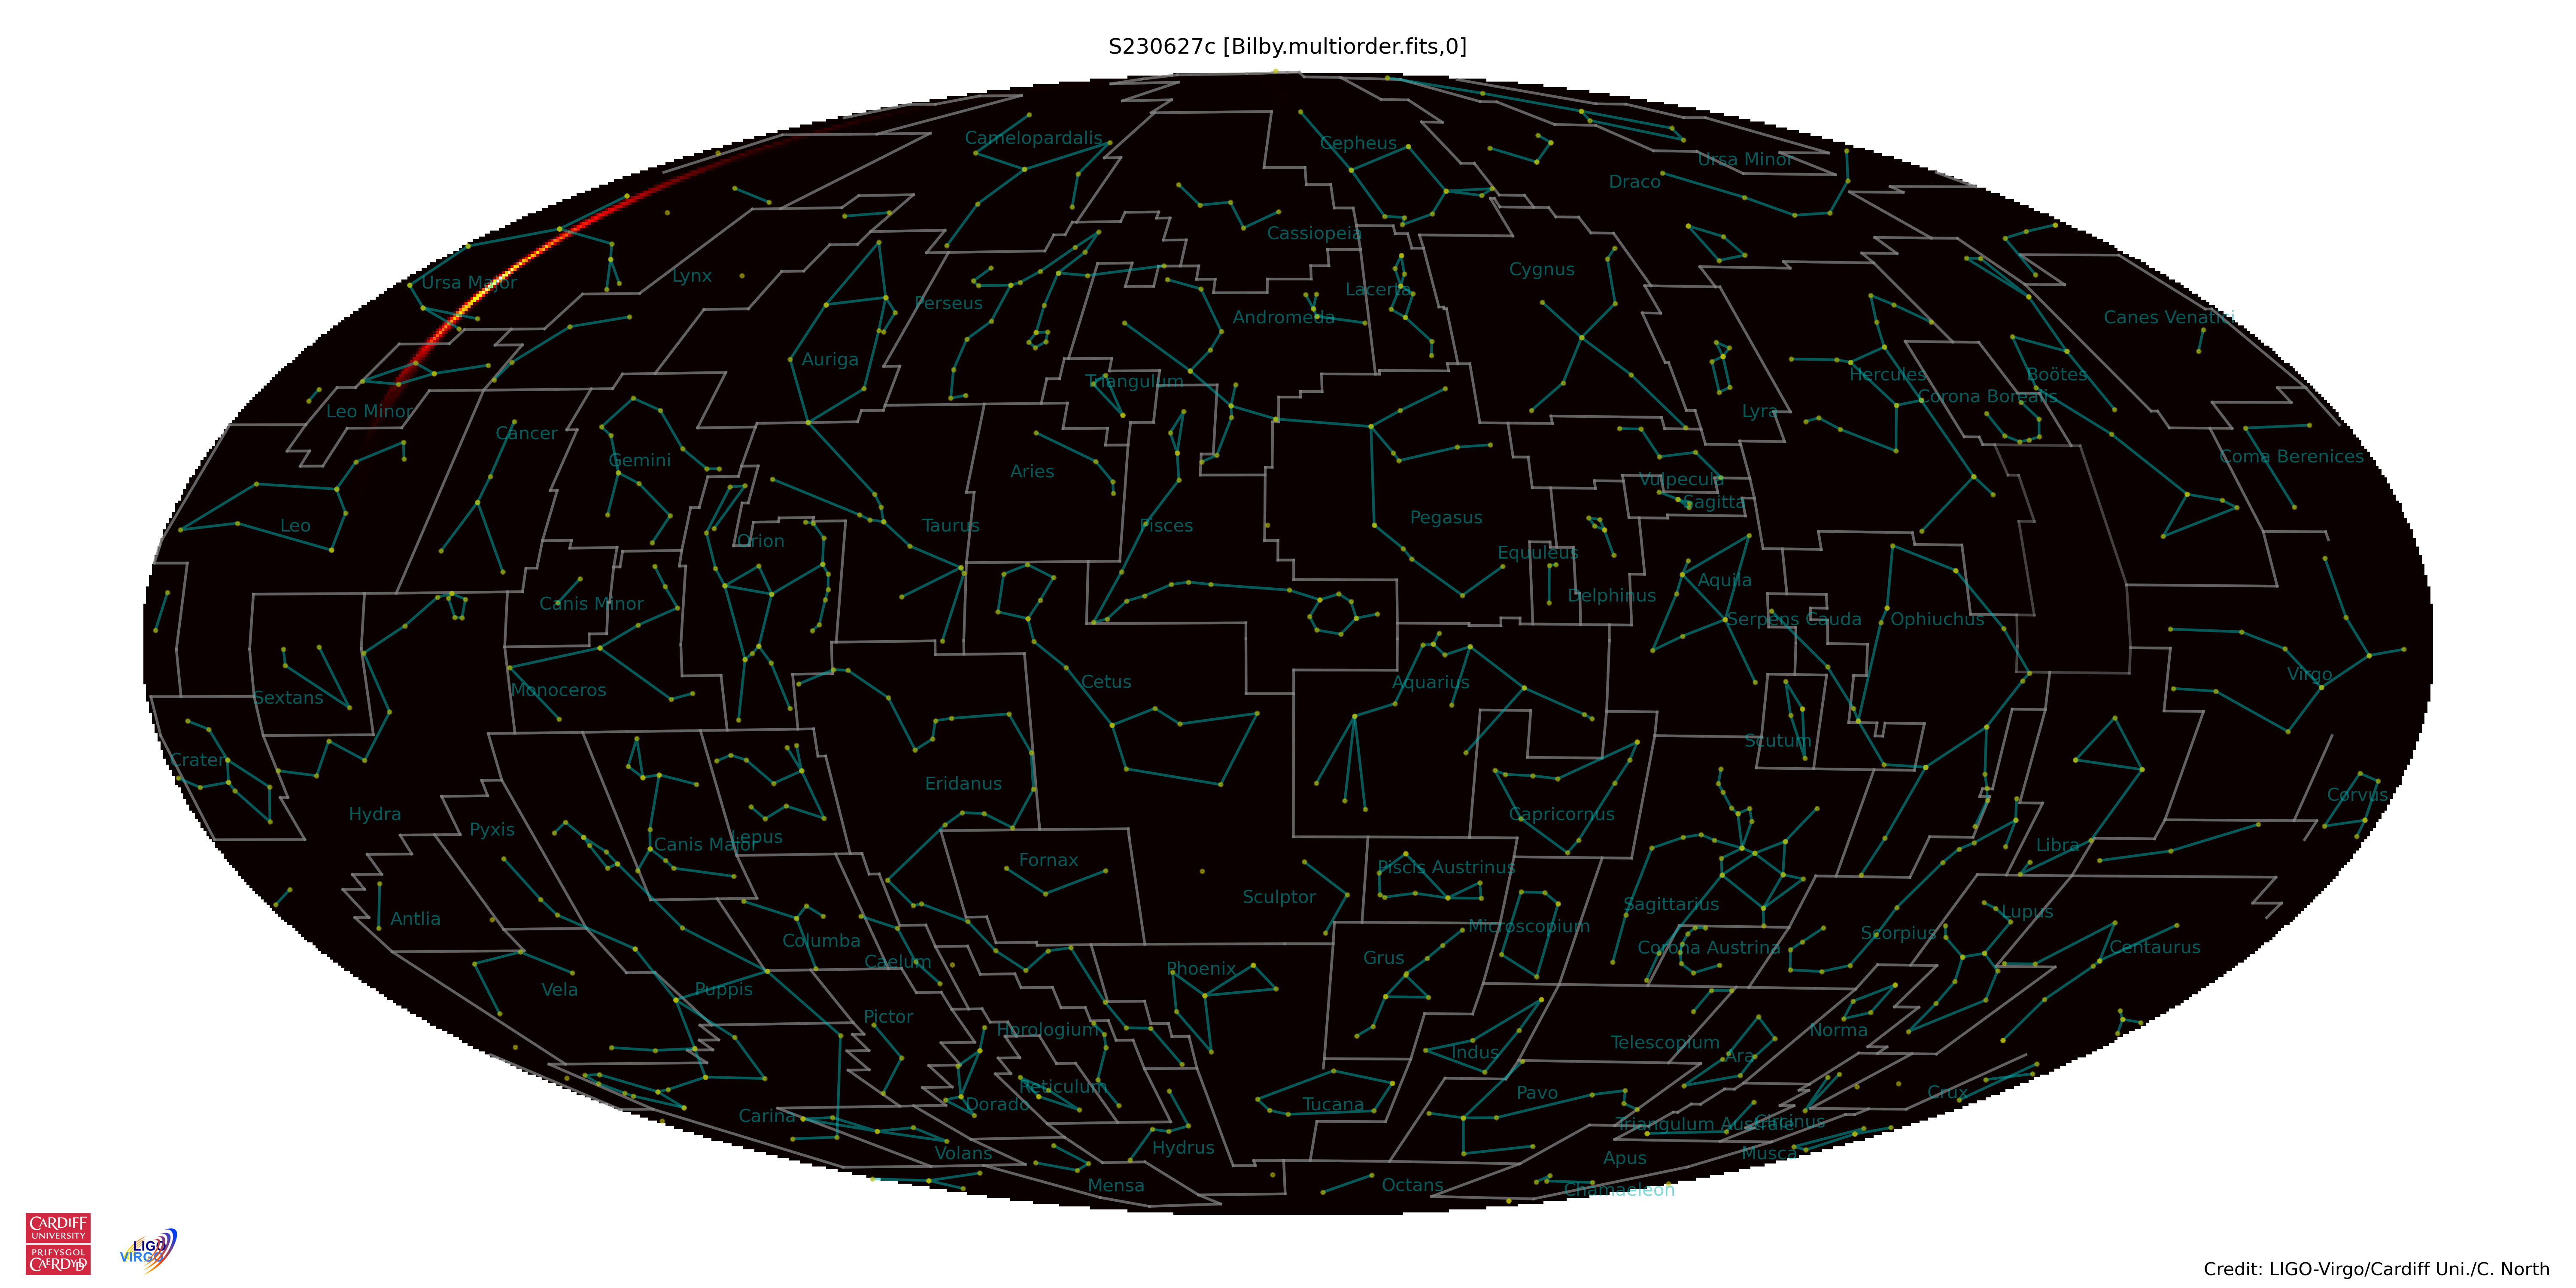 S230627c [Bilby.multiorder.fits,0]
Camelopardalis
Cepheus
Ursa Minor
Draco
Cassiopeia
Ursa Major
Lynx
Cygnus
Perseus
Lacerta
Andromeda
Canes Venatici
Auriga
Triangulum
Hercules
Boötes
Corona Borealis
Leo Minor
Lyra
Cancer
Gemini
Aries
Coma Berenices
Vulpecula
Sagitta
Leo
Orion
Taurus
Pisces
Pegasus
Equuleus
Aquila
Canis Minor
Delphinus
Serpens Cauda
Ophiuchus
Sextans
Monoceros
Cetus
Aquarius
Virgo
Crater
Scutum
Eridanus
Corvus
Hydra
Pyxis
Canis Major
Lepus
Capricornus
Libra
Fornax
Piscis Austrinus
Sculptor
Sagittarius
Antlia
Lupus
Microscopium
Columba
Corona Austrina
Scorpius
Centaurus
Caelum
Phoenix
Grus
Vela
Puppis
Pictor
Horologium
Norma
Telescopium
Indus
Ara
Reticulum
Pavo
Crux
Dorado
Tucana
Carina
Triangulum Australe
Circinus
Volans
Hydrus
Apus
Musca
Mensa
Octans
Chamaeleon
CARDIFF
UNIVERSITY
PRIFYSGOL
CAERDYDD
LIGO
VIRGO
Credit: LIGO-Virgo/Cardiff Uni./C. North